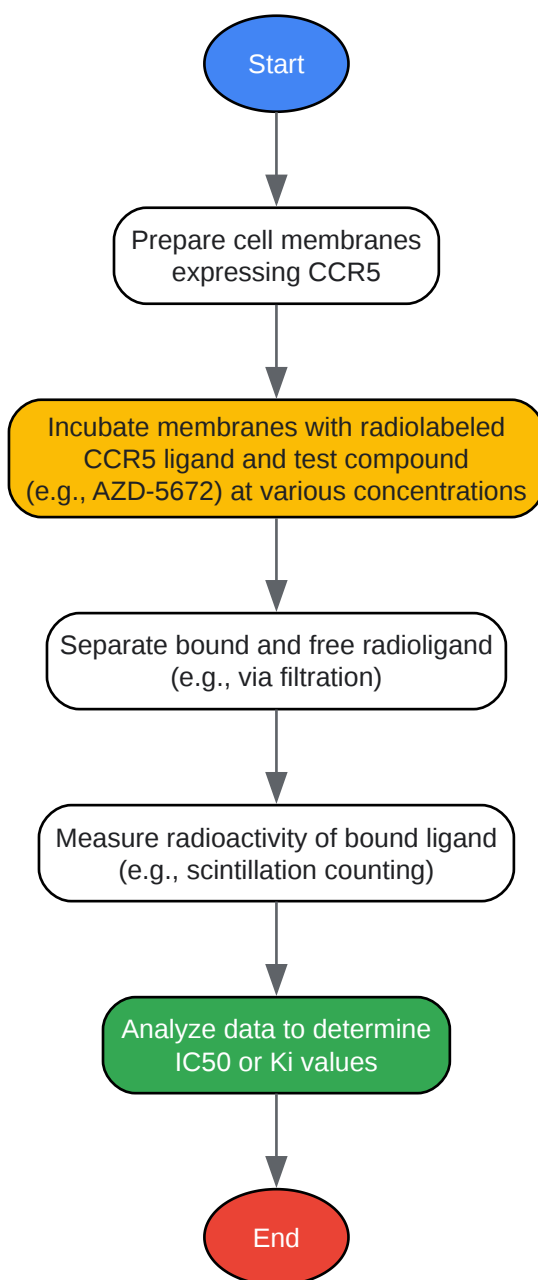 Start
Prepare cell membranes
expressing CCR5
Incubate membranes with radiolabeled
CCR5 ligand and test compound
(e.g., AZD-5672) at various concentrations
Separate bound and free radioligand
(e.g., via filtration)
Measure radioactivity of bound ligand
(e.g., scintillation counting)
Analyze data to determine
IC50 or Ki values
End